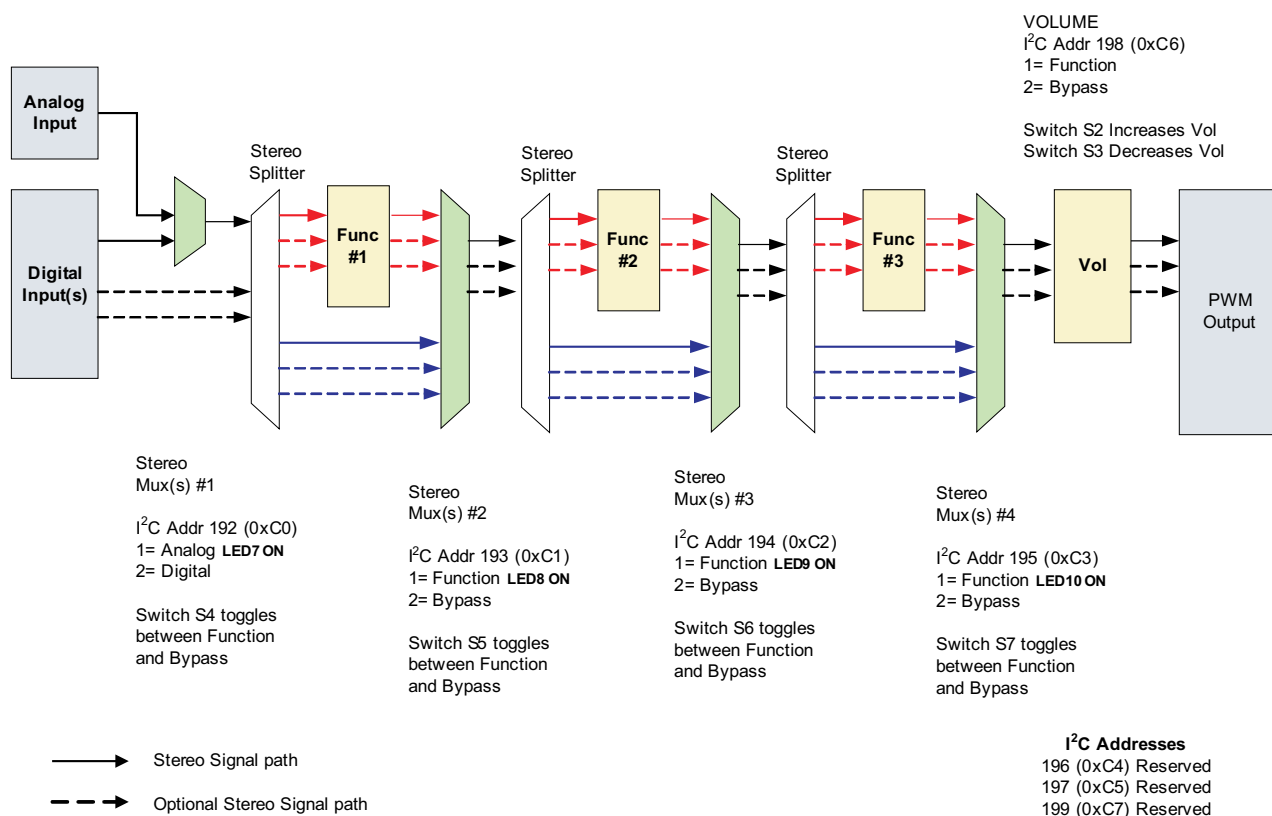 VOLUME
I²C Addr 198 (0xC6)
1= Function
2= Bypass
Switch S2 Increases Vol
Switch S3 Decreases Vol
Analog
Input
Digital
Input(s)
Stereo
Splitter
Func
#1
Stereo
Splitter
Func
#2
Stereo
Splitter
Func
#3
Vol
PWM
Output
Stereo
Mux(s) #1
I²C Addr 192 (0xC0)
1= Analog LED7 ON
2= Digital
Switch S4 toggles
between Function
and Bypass
Stereo
Mux(s) #2
I²C Addr 193 (0xC1)
1= Function LED8 ON
2= Bypass
Switch S5 toggles
between Function
and Bypass
Stereo
Mux(s) #3
I²C Addr 194 (0xC2)
1= Function LED9 ON
2= Bypass
Switch S6 toggles
between Function
and Bypass
Stereo
Mux(s) #4
I²C Addr 195 (0xC3)
1= Function LED10 ON
2= Bypass
Switch S7 toggles
between Function
and Bypass
Stereo Signal path
Optional Stereo Signal path
I²C Addresses
196 (0xC4) Reserved
197 (0xC5) Reserved
199 (0xC7) Reserved